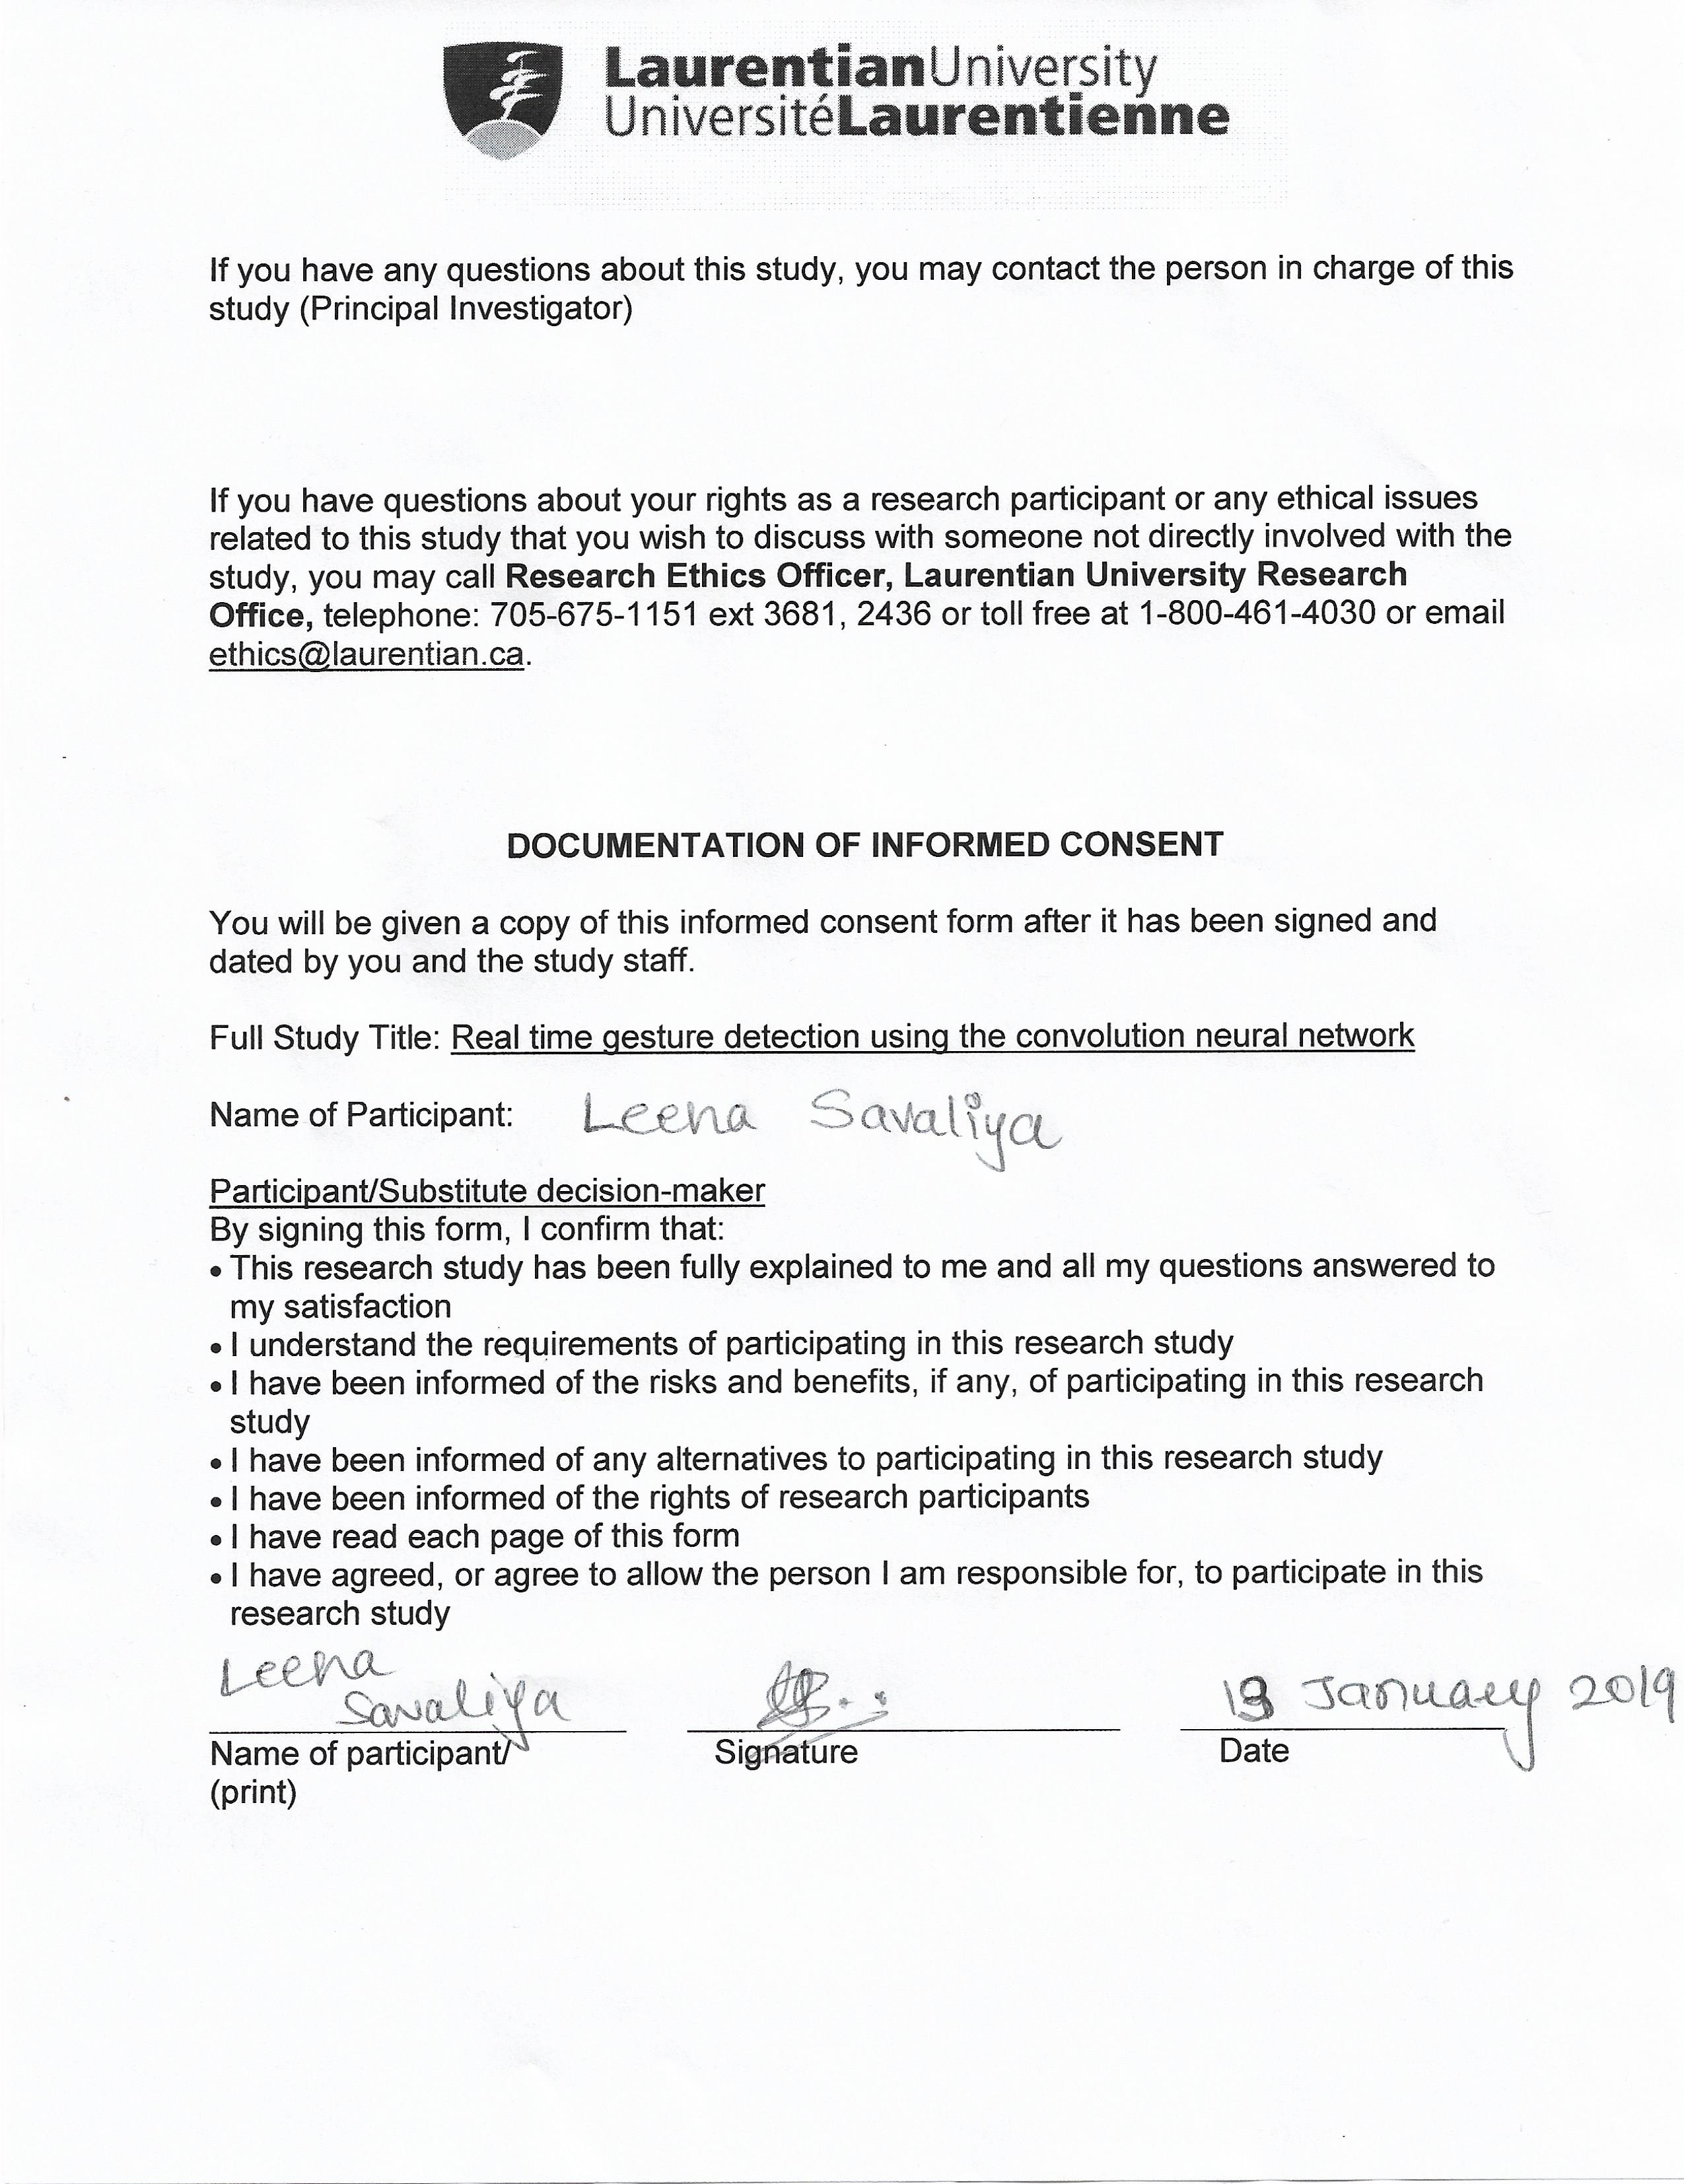 LaurentianUniversity
UniversitéLaurentienne
If you have any questions about this study, you may contact the person in charge of this
study (Principal Investigator)
If you have questions about your rights as a research participant or any ethical issues
related to this study that you wish to discuss with someone not directly involved with the
study, you may call Research Ethics Officer, Laurentian University Research
Office, telephone: 705-675-1151 ext 3681, 2436 or toll free at 1-800-461-4030 or email
ethics@laurentian.ca.
DOCUMENTATION OF INFORMED CONSENT
You will be given a copy of this informed consent form after it has been signed and
dated by you and the study staff.
Full Study Title: Real time gesture detection using the convolution neural network
Name of Participant: Leena Savaliya
Participant/Substitute decision-maker
By signing this form, I confirm that:
• This research study has been fully explained to me and all my questions answered to
my satisfaction
• I understand the requirements of participating in this research study
• I have been informed of the risks and benefits, if any, of participating in this research
study
• I have been informed of any alternatives to participating in this research study
• I have been informed of the rights of research participants
• I have read each page of this form
• I have agreed, or agree to allow the person I am responsible for, to participate in this
research study
Leena
Savaliya
January 2019
Name of participant/ Signature Date
(print)